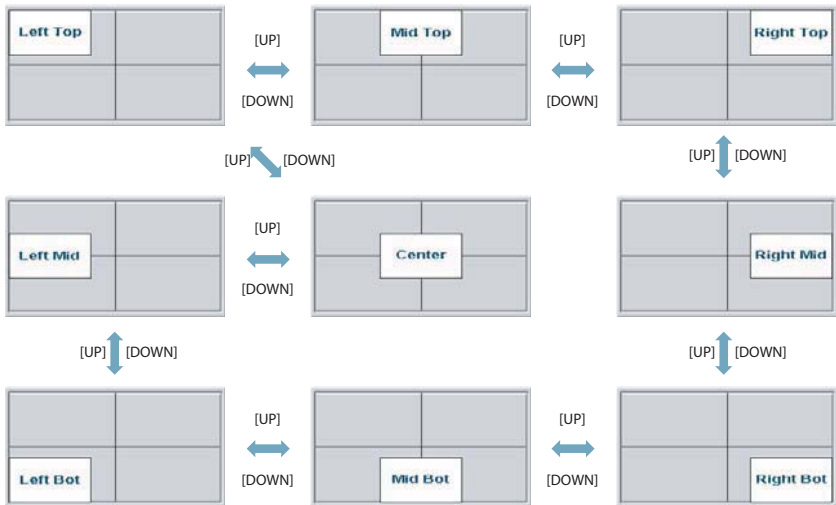 Left Top
[UP]
[DOWN]
Mid Top
[UP]
[DOWN]
Right Top
[UP] [DOWN]
[UP] [DOWN]
Left Mid
[UP]
[DOWN]
Center
Right Mid
[UP] [DOWN]
[UP] [DOWN]
Left Bot
[UP]
[DOWN]
Mid Bot
[UP]
[DOWN]
Right Bot